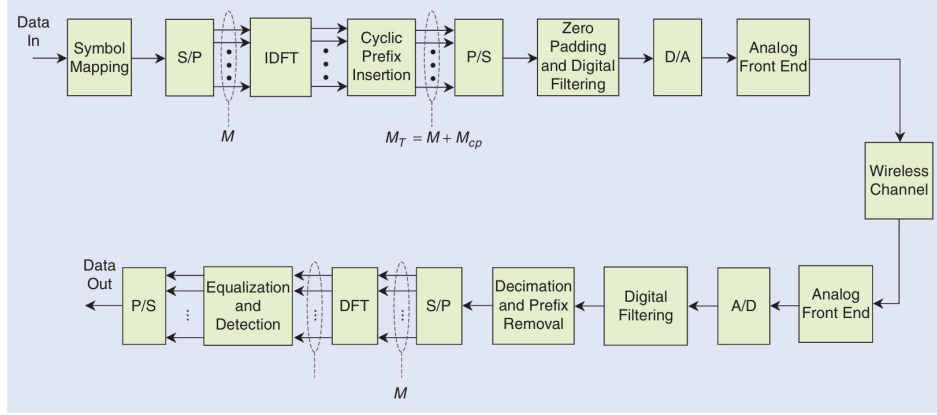 Data
In
Symbol
Mapping
S/P
IDFT
Cyclic
Prefix
Insertion
P/S
Zero
Padding
and Digital
Filtering
D/A
Analog
Front End
M
M_T = M + M_cp
Wireless
Channel
Data
Out
P/S
Equalization
and
Detection
DFT
S/P
Decimation
and Prefix
Removal
Digital
Filtering
A/D
Analog
Front End
M